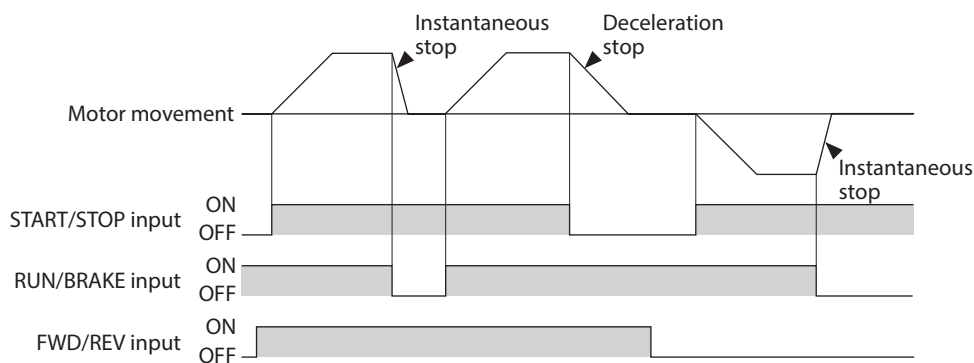 Instantaneous
stop
Deceleration
stop
Motor movement
Instantaneous
stop
START/STOP input
ON
OFF
RUN/BRAKE input
ON
OFF
FWD/REV input
ON
OFF